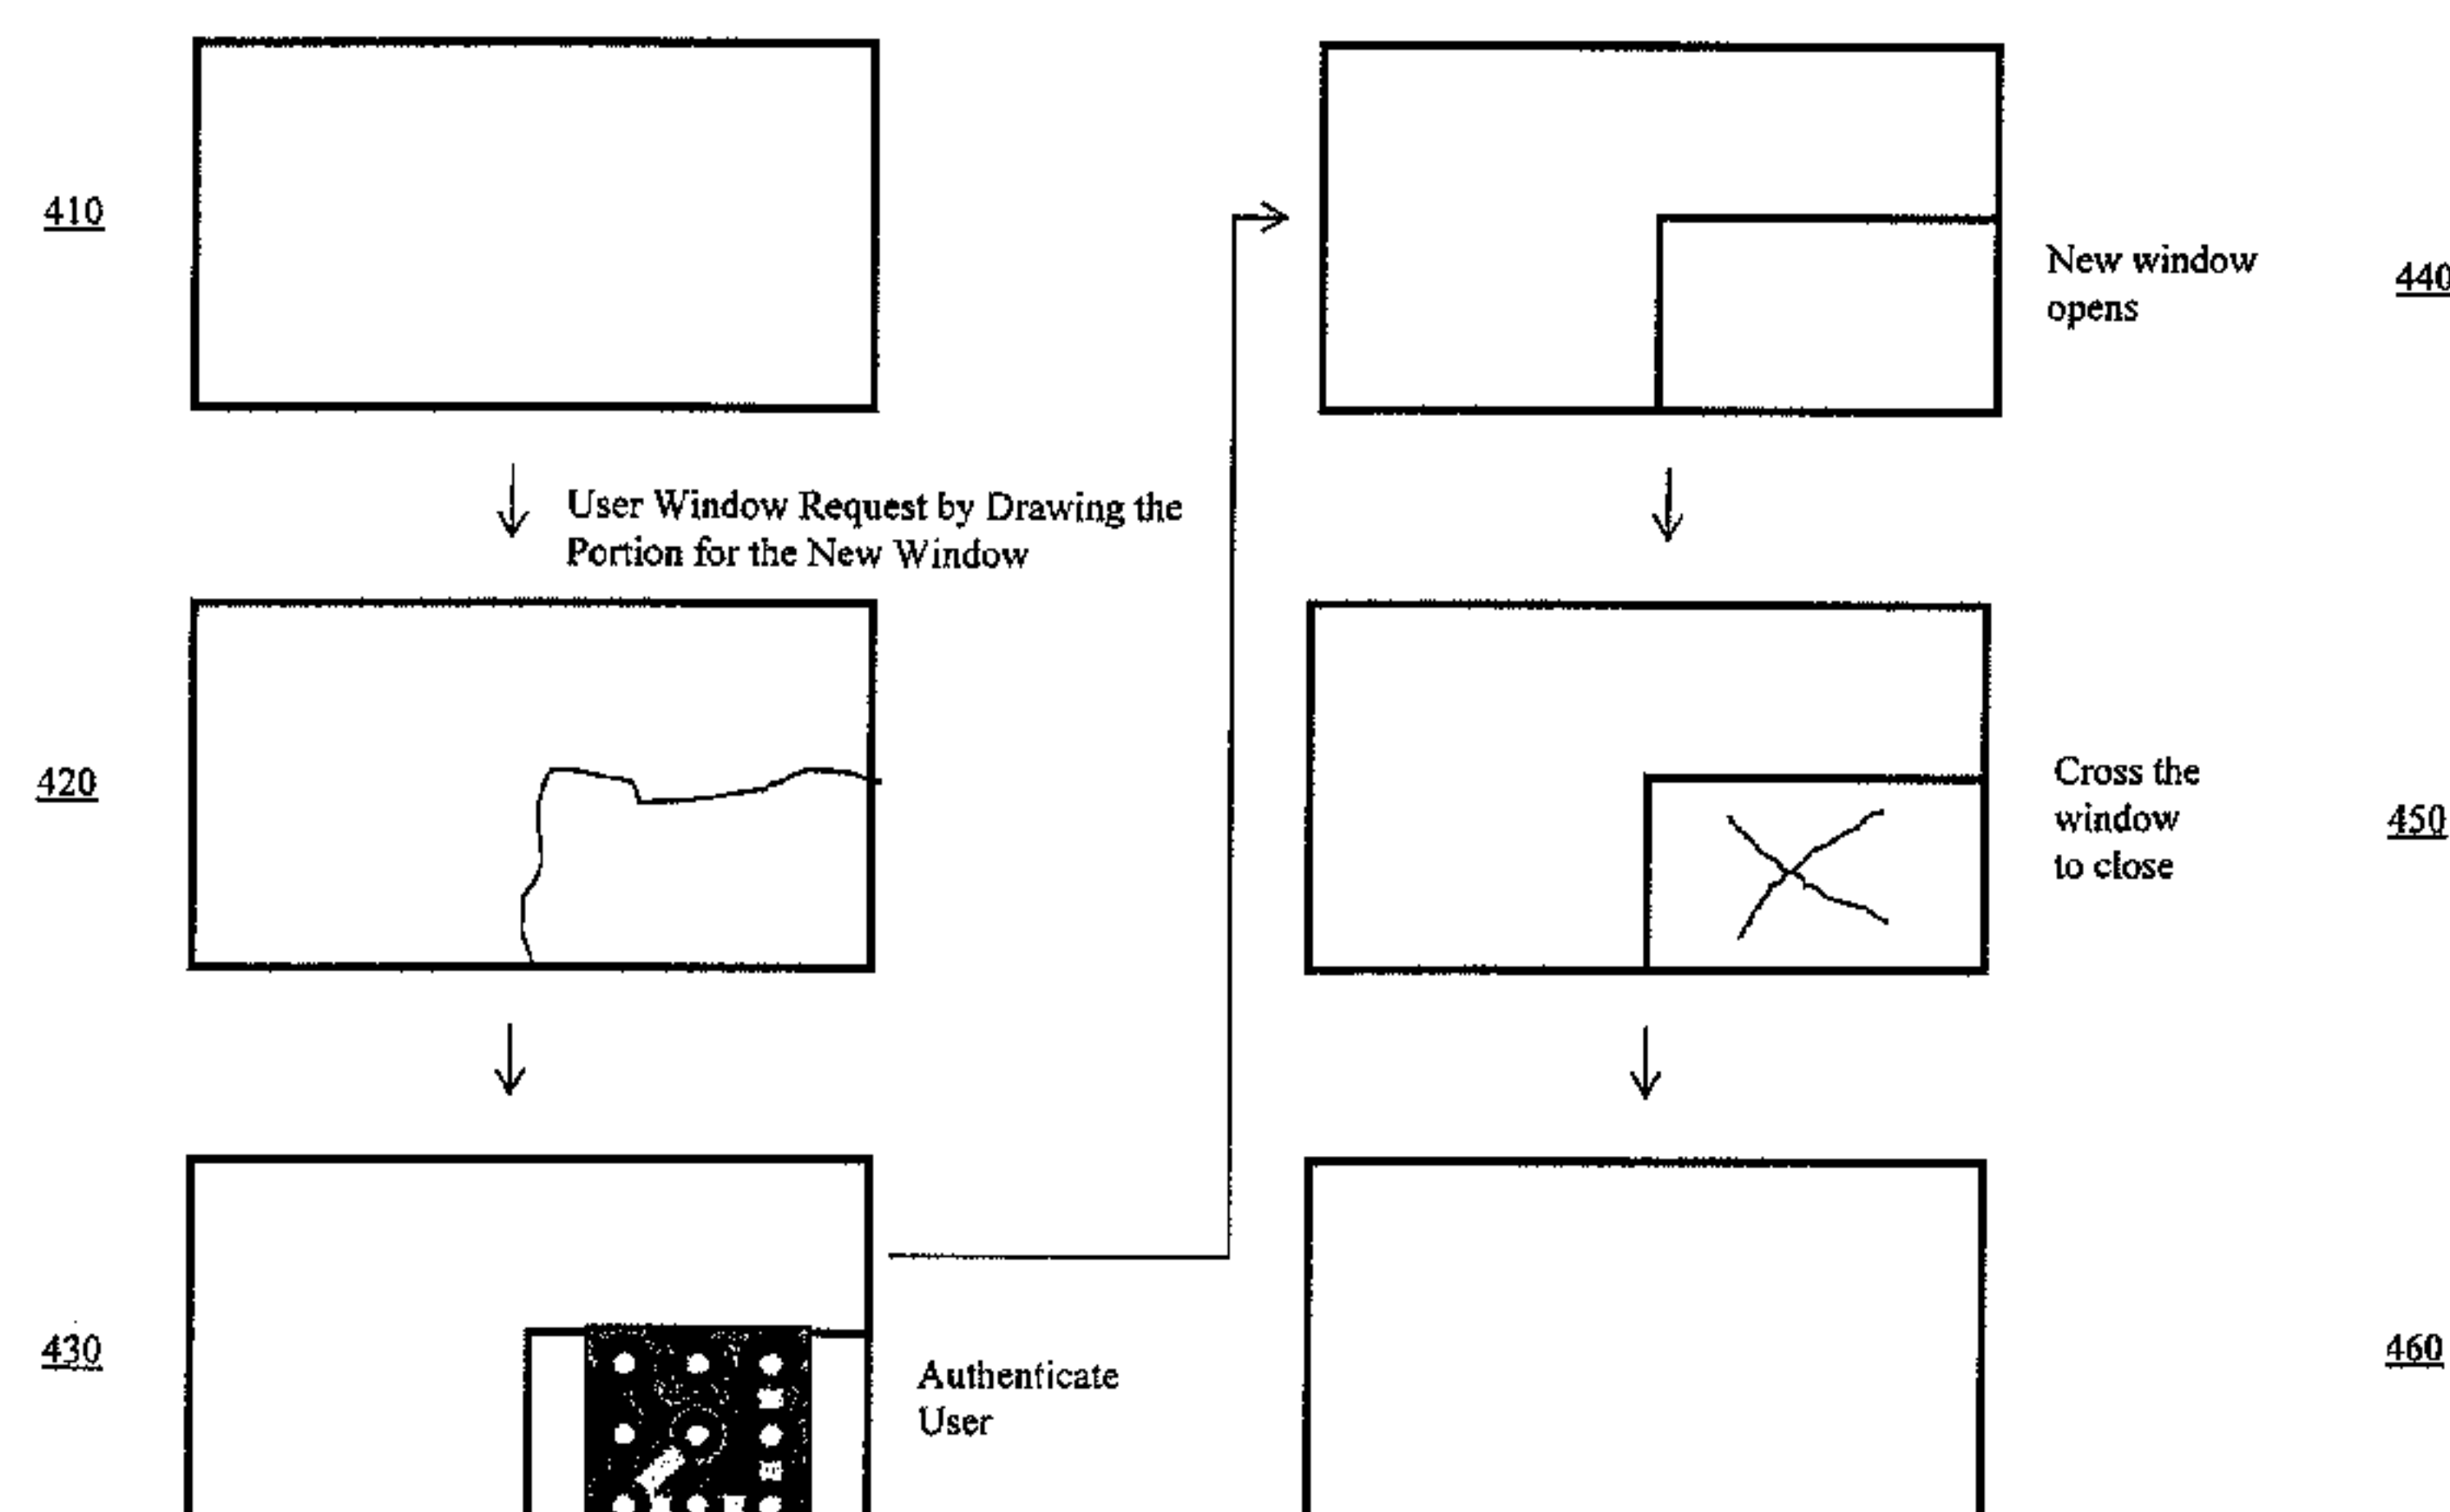 410
User Window Request by Drawing the
Portion for the New Window
420
430
Authenticate
User
New window
opens
440
Cross the
window
to close
450
460